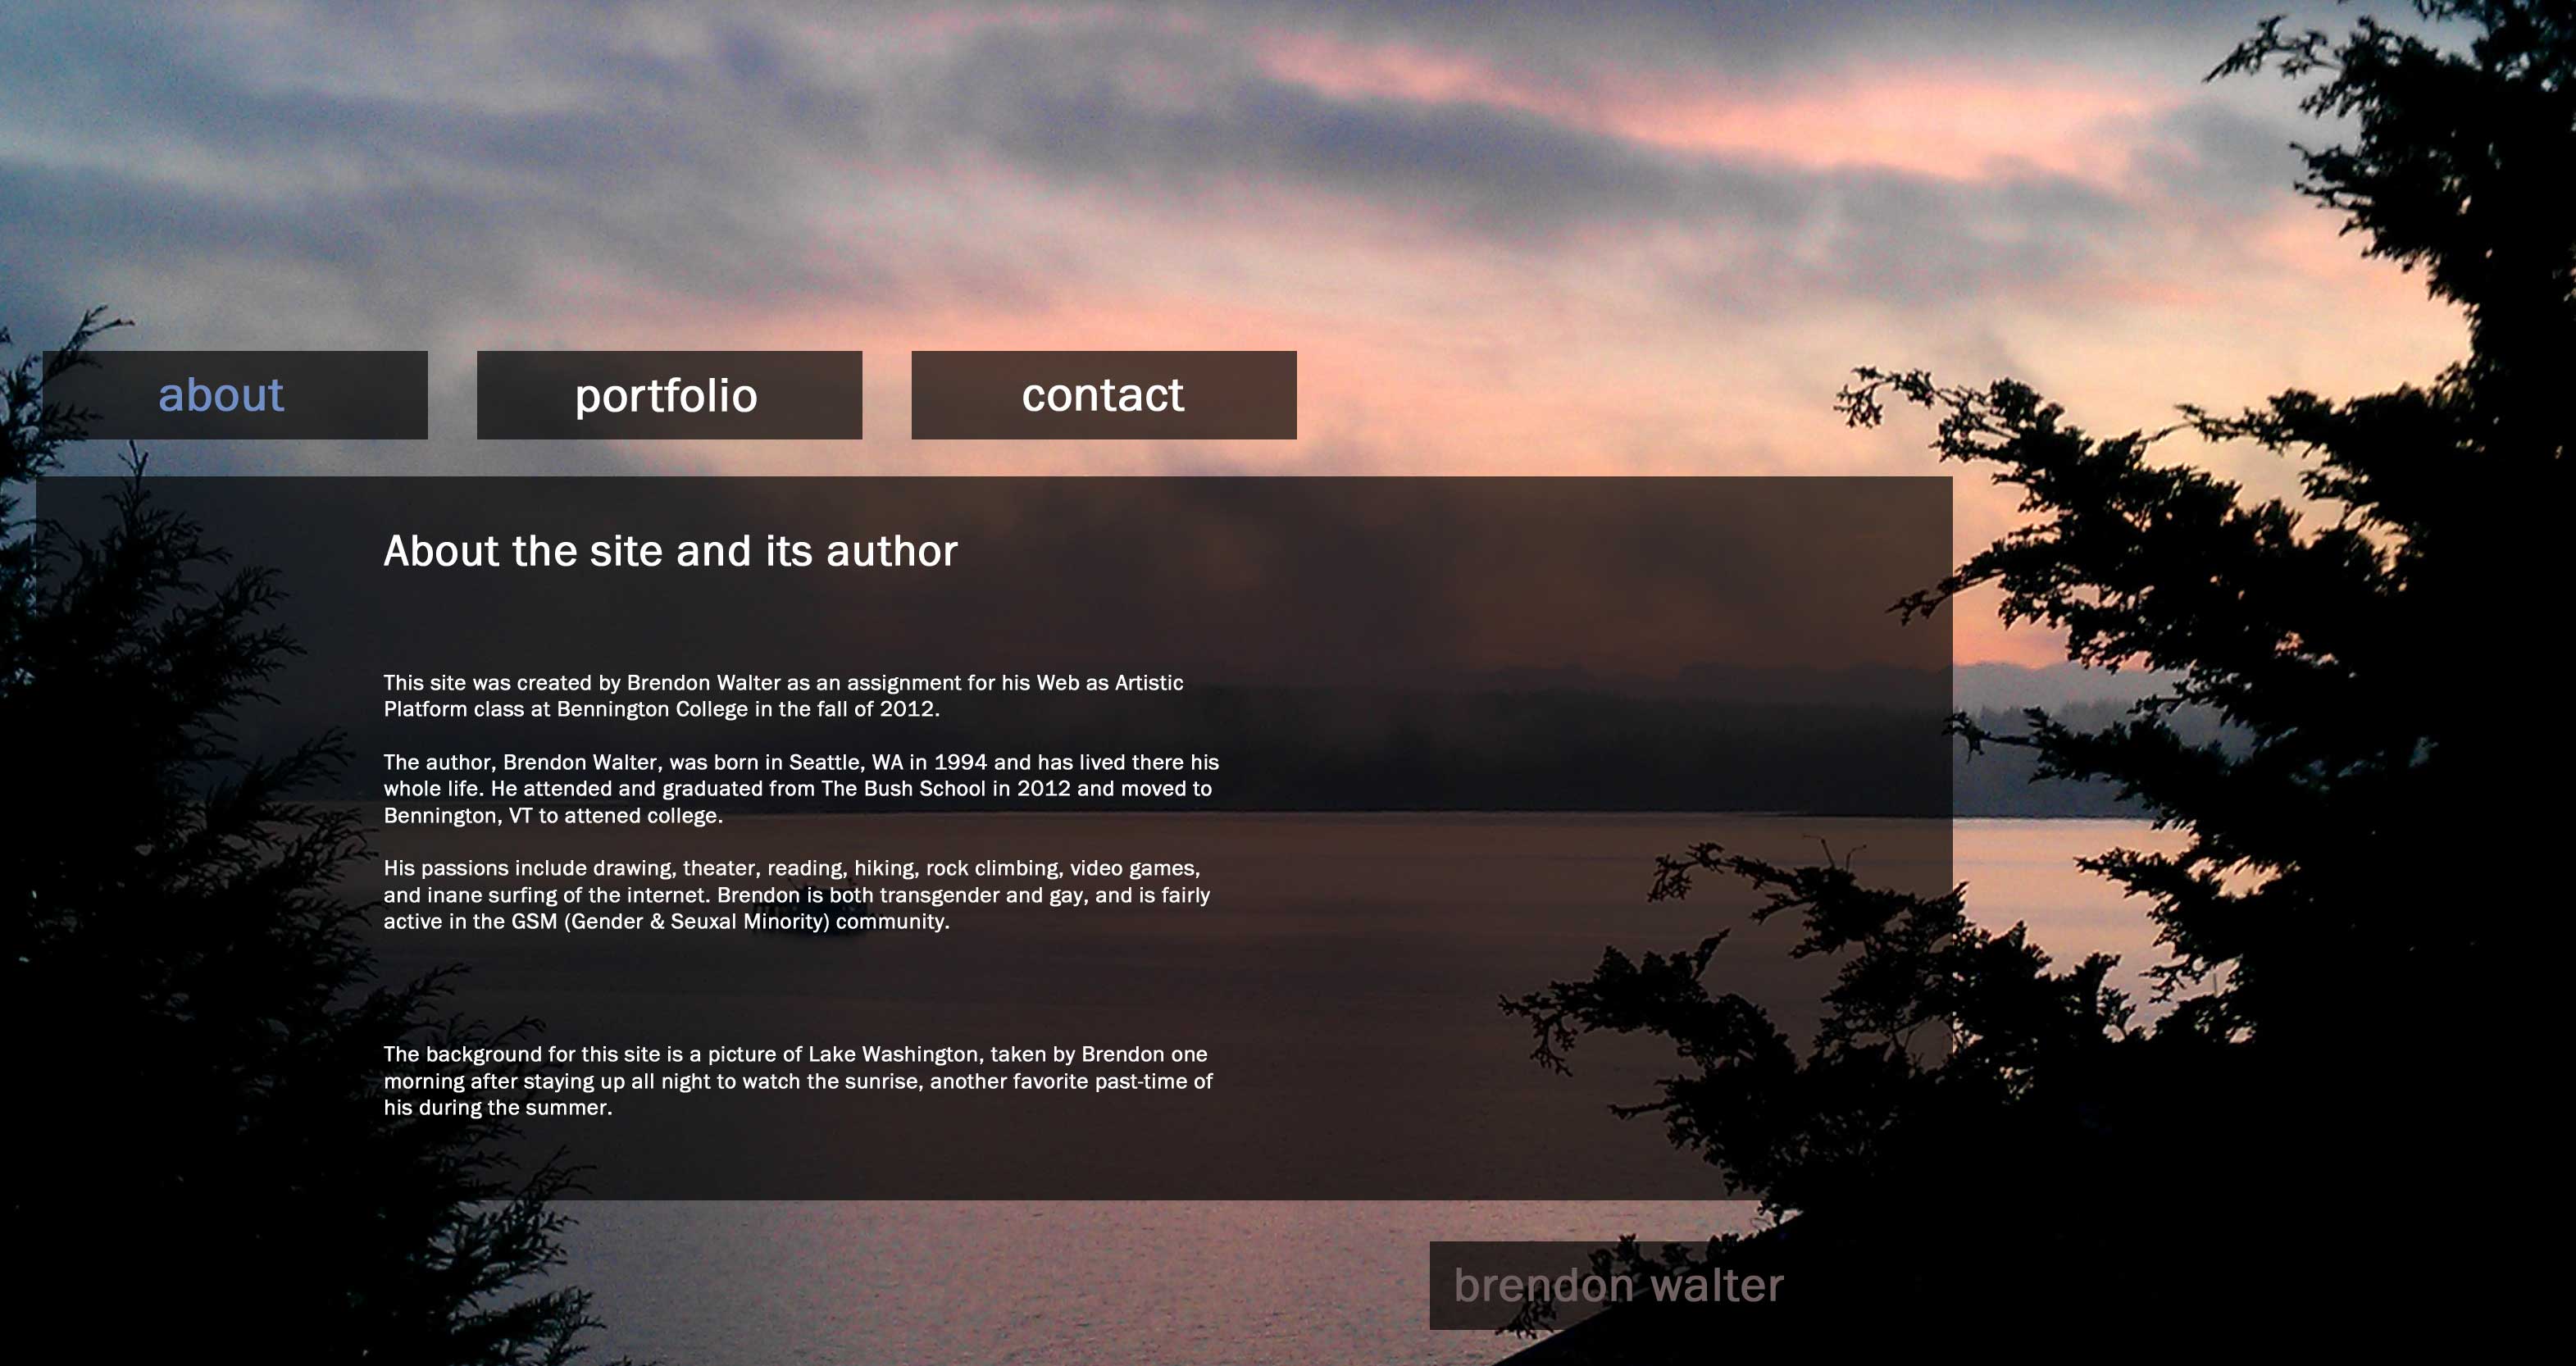 about
portfolio
contact
About the site and its author
This site was created by Brendon Walter as an assignment for his Web as Artistic
Platform class at Bennington College in the fall of 2012.
The author, Brendon Walter, was born in Seattle, WA in 1994 and has lived there his
whole life. He attended and graduated from The Bush School in 2012 and moved to
Bennington, VT to attened college.
His passions include drawing, theater, reading, hiking, rock climbing, video games,
and inane surfing of the internet. Brendon is both transgender and gay, and is fairly
active in the GSM (Gender & Seuxal Minority) community.
The background for this site is a picture of Lake Washington, taken by Brendon one
morning after staying up all night to watch the sunrise, another favorite past-time of
his during the summer.
brendon walter